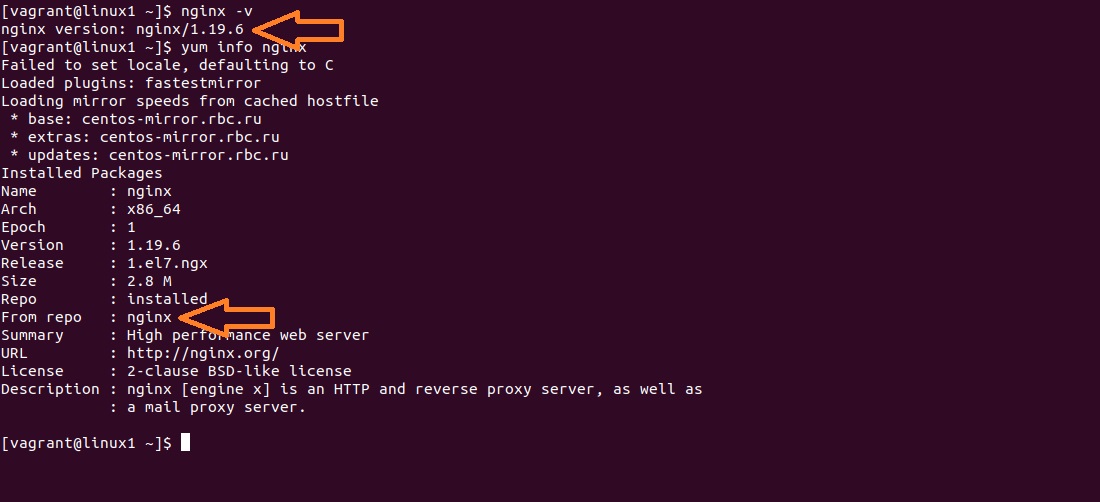 [vagrant@linux1 ~]$ nginx -v
nginx version: nginx/1.19.6
[vagrant@linux1 ~]$ yum info nginx
Failed to set locale, defaulting to C
Loaded plugins: fastestmirror
Loading mirror speeds from cached hostfile
 * base: centos-mirror.rbc.ru
 * extras: centos-mirror.rbc.ru
 * updates: centos-mirror.rbc.ru
Installed Packages
Name        : nginx
Arch        : x86_64
Epoch       : 1
Version     : 1.19.6
Release     : 1.el7.ngx
Size        : 2.8 M
Repo        : installed
From repo   : nginx
Summary     : High performance web server
URL         : http://nginx.org/
License     : 2-clause BSD-like license
Description : nginx [engine x] is an HTTP and reverse proxy server, as well as
            : a mail proxy server.
[vagrant@linux1 ~]$